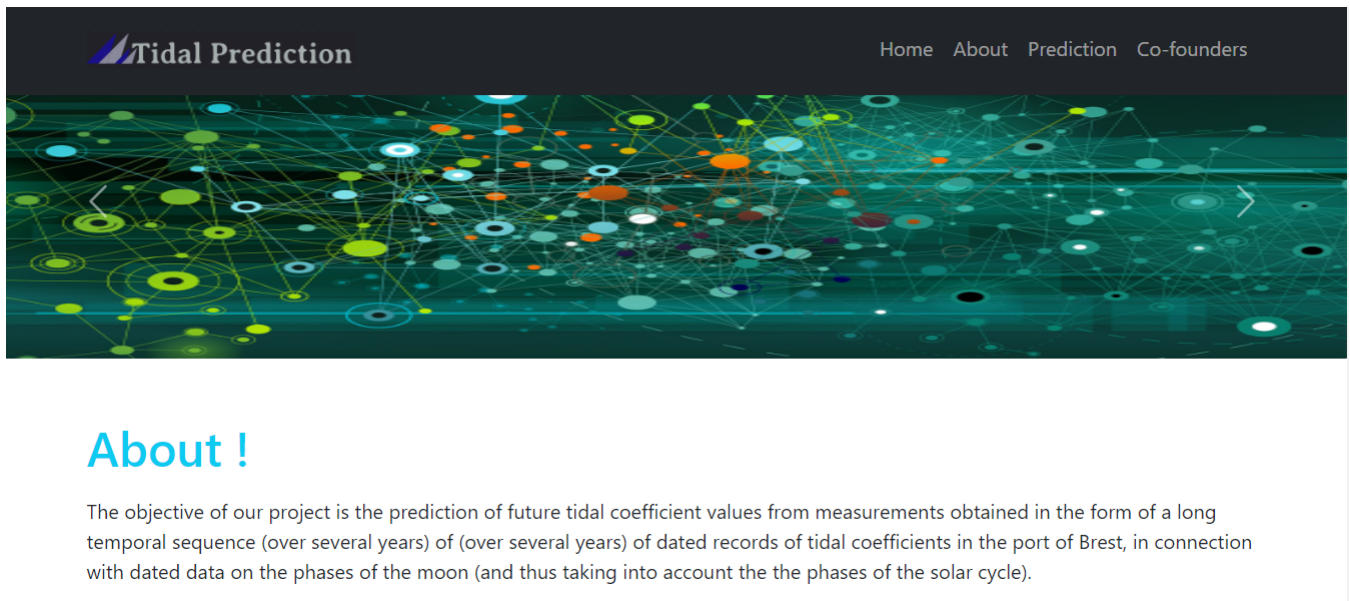 Tidal Prediction
Home About Prediction Co-founders
About !
The objective of our project is the prediction of future tidal coefficient values from measurements obtained in the form of a long
temporal sequence (over several years) of (over several years) of dated records of tidal coefficients in the port of Brest, in connection
with dated data on the phases of the moon (and thus taking into account the the phases of the solar cycle).